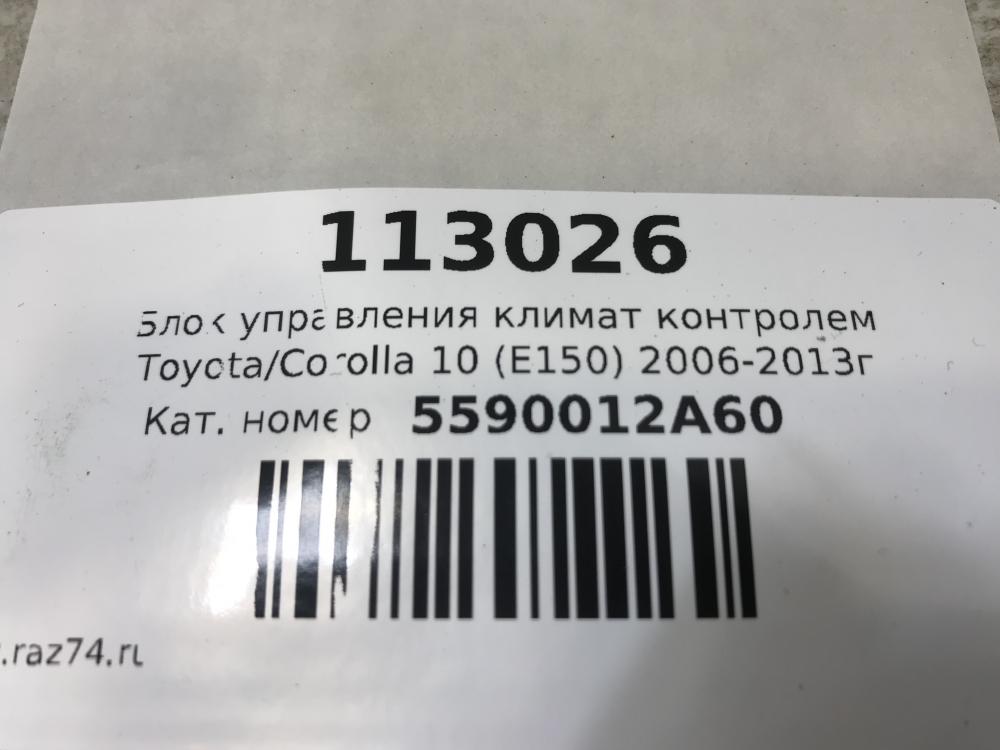 113026
Блок управления климат контролем
Toyota/Corolla 10 (E150) 2006-2013г
Кат. номер 5590012A60
.raz74.ru